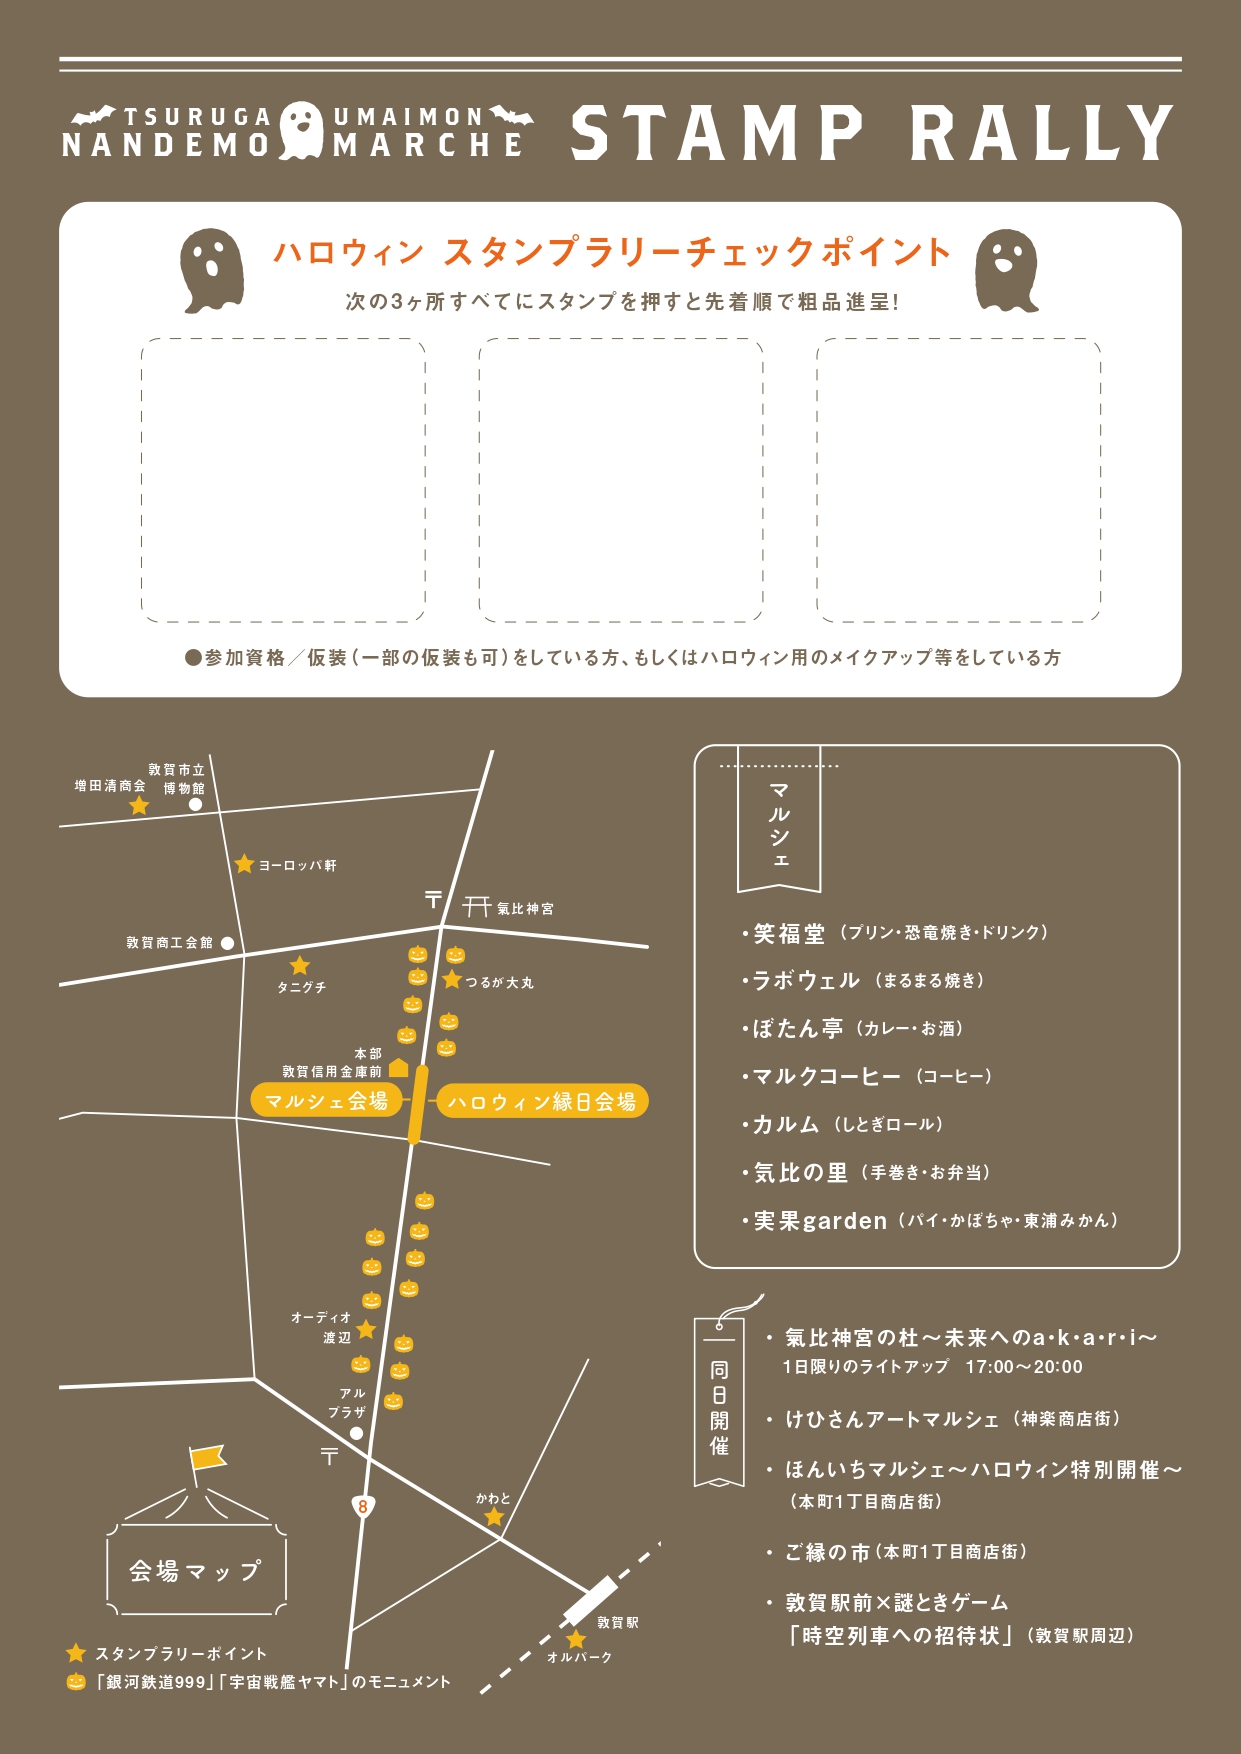 TSURUGA UMAIMON
NANDEMO MARCHE
STAMP RALLY
ハロウィン スタンプラリーチェックポイント
次の3ヶ所すべてにスタンプを押すと先着順で粗品進呈!
●参加資格／仮装(一部の仮装も可)をしている方、もしくはハロウィン用のメイクアップ等をしている方
敦賀市立
博物館
増田清商会
ヨーロッパ軒
〒
氣比神宮
敦賀商工会館
タニグチ
つるが大丸
本部
敦賀信用金庫前
マルシェ会場
ハロウィン縁日会場
オーディオ
渡辺
アル
プラザ
〒
8
かわと
敦賀駅
オルパーク
会場マップ
スタンプラリーポイント
「銀河鉄道999」「宇宙戦艦ヤマト」のモニュメント
マルシェ
・笑福堂（プリン・恐竜焼き・ドリンク）
・ラボウェル（まるまる焼き）
・ぼたん亭（カレー・お酒）
・マルクコーヒー（コーヒー）
・カルム（しとぎロール）
・気比の里（手巻き・お弁当）
・実果garden（パイ・かぼちゃ・東浦みかん）
同日開催
・ 氣比神宮の杜〜未来へのa・k・a・r・i〜
1日限りのライトアップ 17:00〜20:00
・ けひさんアートマルシェ（神楽商店街）
・ ほんいちマルシェ〜ハロウィン特別開催〜
（本町1丁目商店街）
・ ご縁の市（本町1丁目商店街）
・ 敦賀駅前×謎ときゲーム
「時空列車への招待状」（敦賀駅周辺）